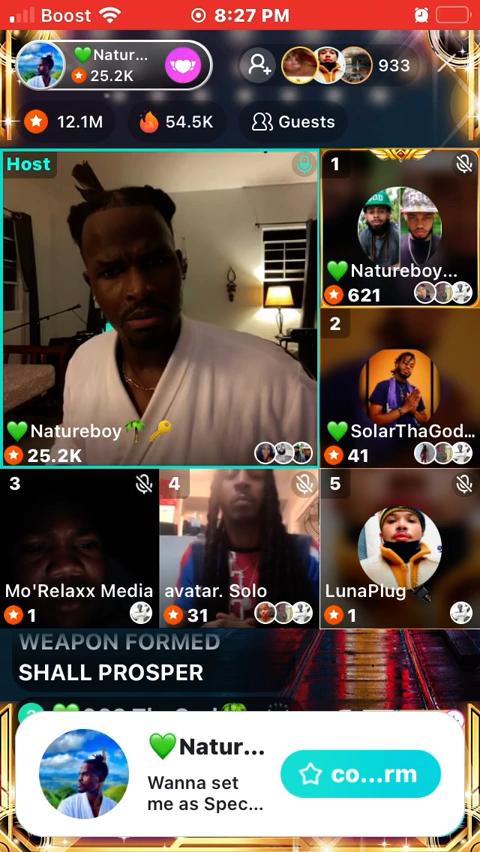 Boost
8:27 PM
💚Natur...
25.2K
933
12.1M
54.5K
Guests
Host
1
💚Natureboy...
621
2
💚SolarThaGod...
41
💚Natureboy🌴🔑
25.2K
3
Mo'Relaxx Media
1
4
avatar. Solo
31
5
LunaPlug
1
WEAPON FORMED
SHALL PROSPER
💚Natur...
Wanna set
me as Spec...
co...rm